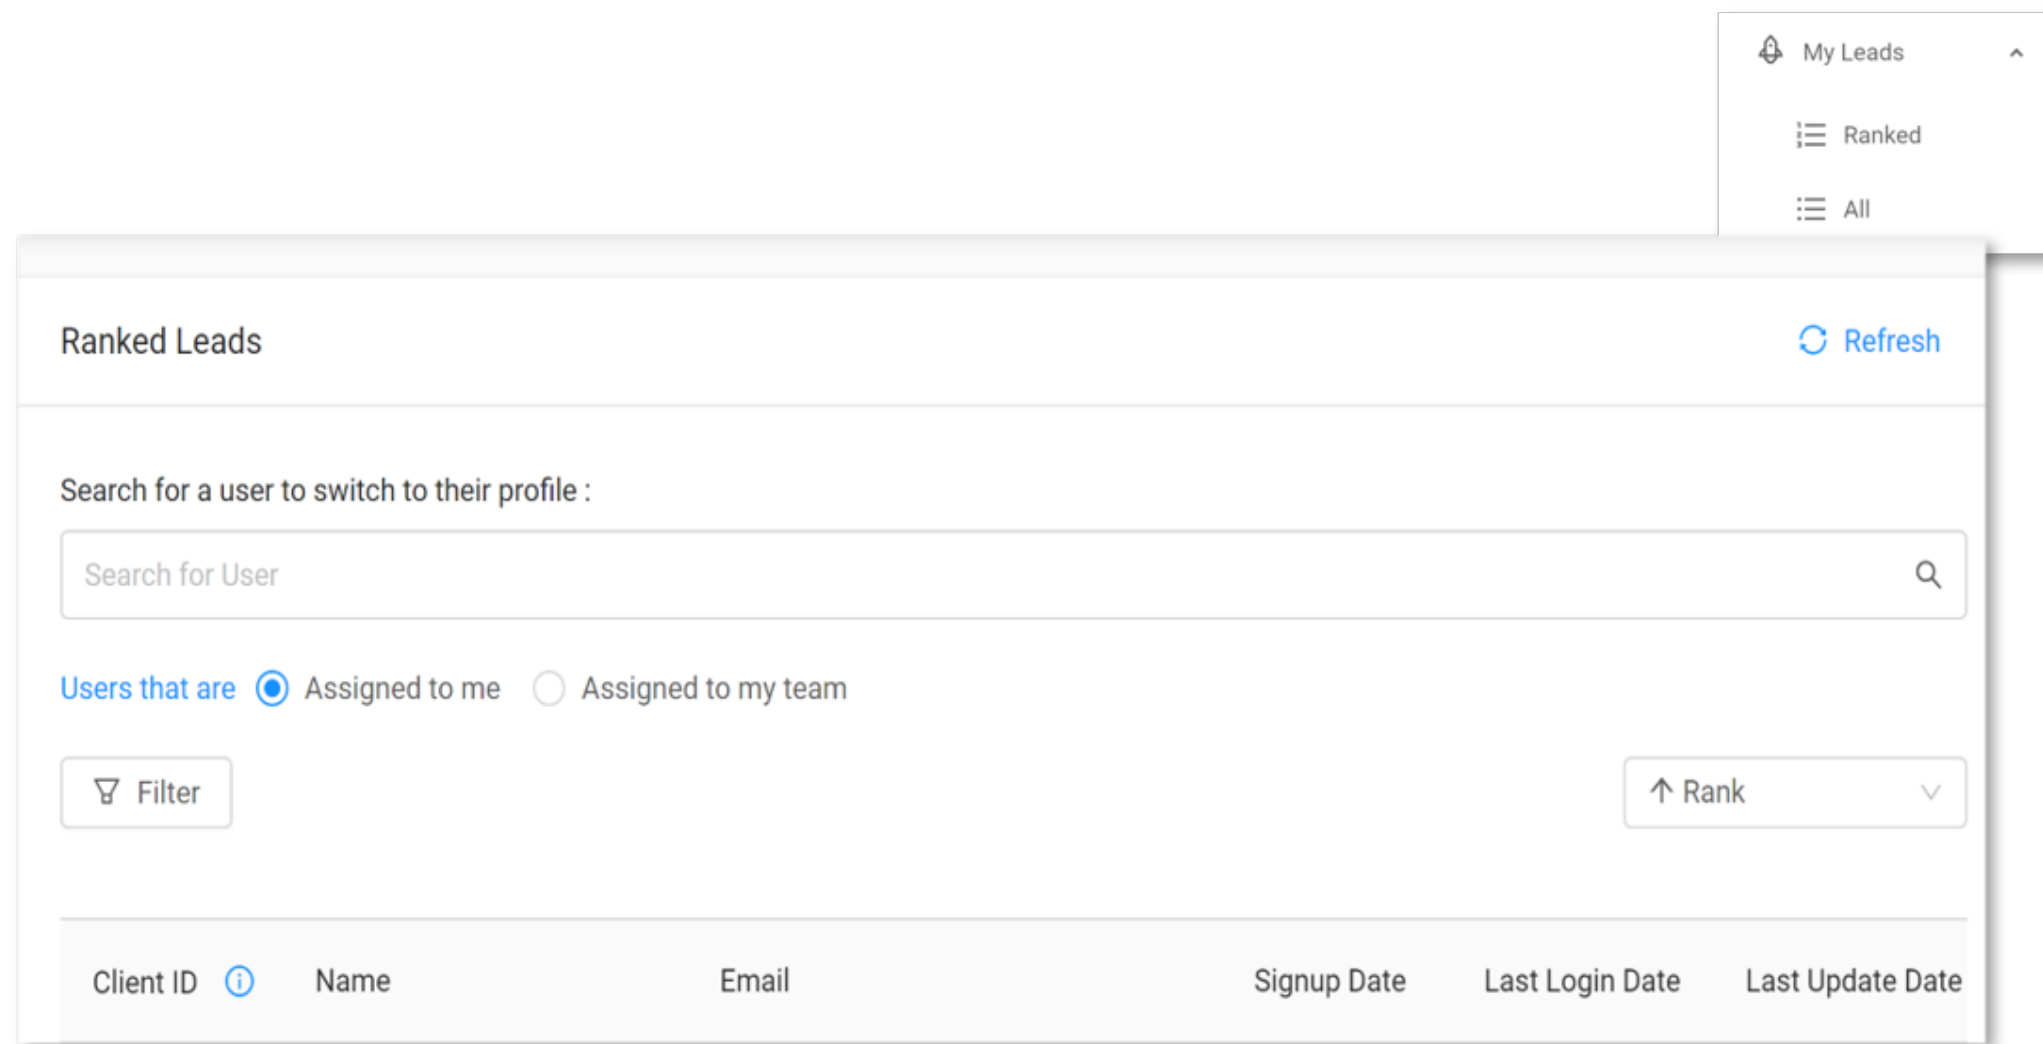 My Leads
Ranked
All
Ranked Leads
Refresh
Search for a user to switch to their profile :
Search for User
Users that are Assigned to me Assigned to my team
Filter
Rank
Client ID Name Email Signup Date Last Login Date Last Update Date